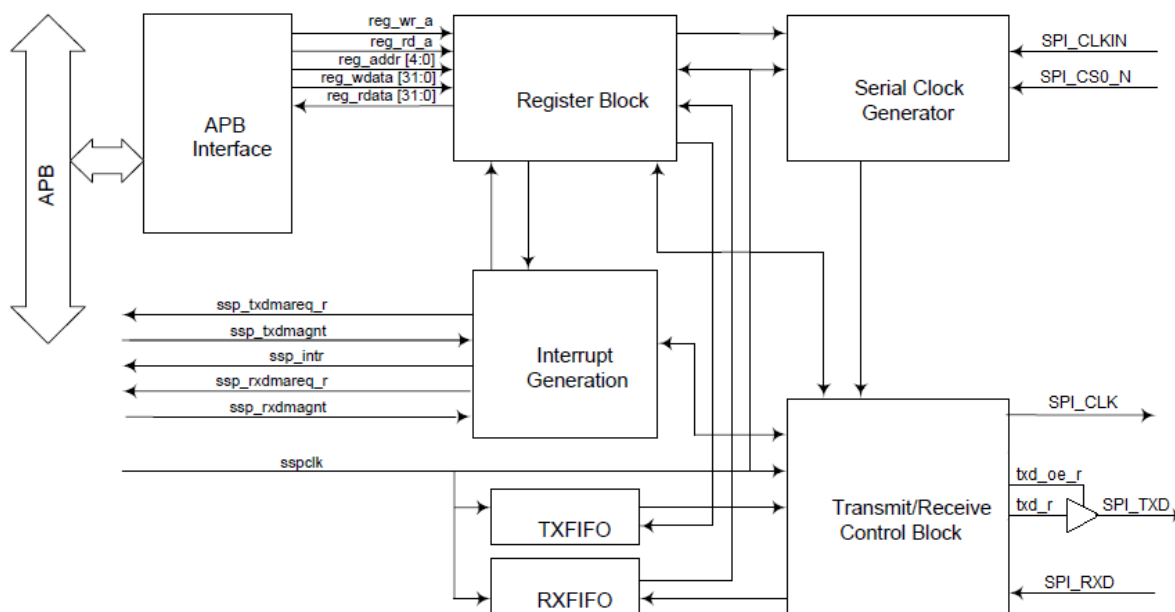 reg_wr_a
reg_rd_a
reg_addr [4:0]
reg_wdata [31:0]
reg_rdata [31:0]
APB
APB
Interface
Register Block
Serial Clock
Generator
SPI_CLKIN
SPI_CS0_N
ssp_txdmareq_r
ssp_txdmagnt
ssp_intr
ssp_rxdmareq_r
ssp_rxdmagnt
sspclk
Interrupt
Generation
TXFIFO
RXFIFO
Transmit/Receive
Control Block
SPI_CLK
txd_oe_r
txd_r
SPI_TXD
SPI_RXD